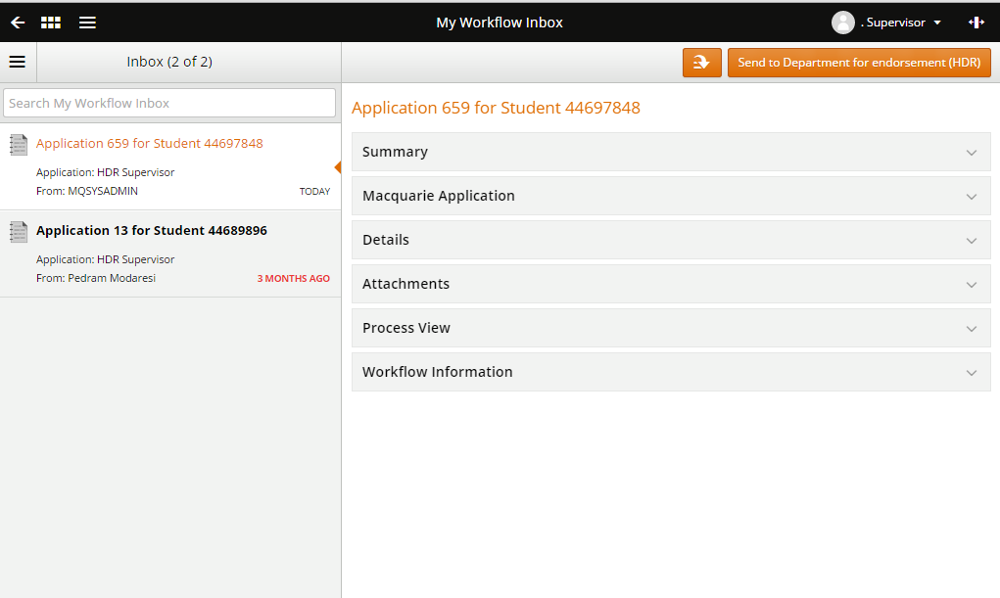 My Workflow Inbox
. Supervisor
Inbox (2 of 2)
Send to Department for endorsement (HDR)
Search My Workflow Inbox
Application 659 for Student 44697848
Application: HDR Supervisor
From: MQSYSADMIN
TODAY
Application 13 for Student 44689896
Application: HDR Supervisor
From: Pedram Modaresi
3 MONTHS AGO
Application 659 for Student 44697848
Summary
Macquarie Application
Details
Attachments
Process View
Workflow Information